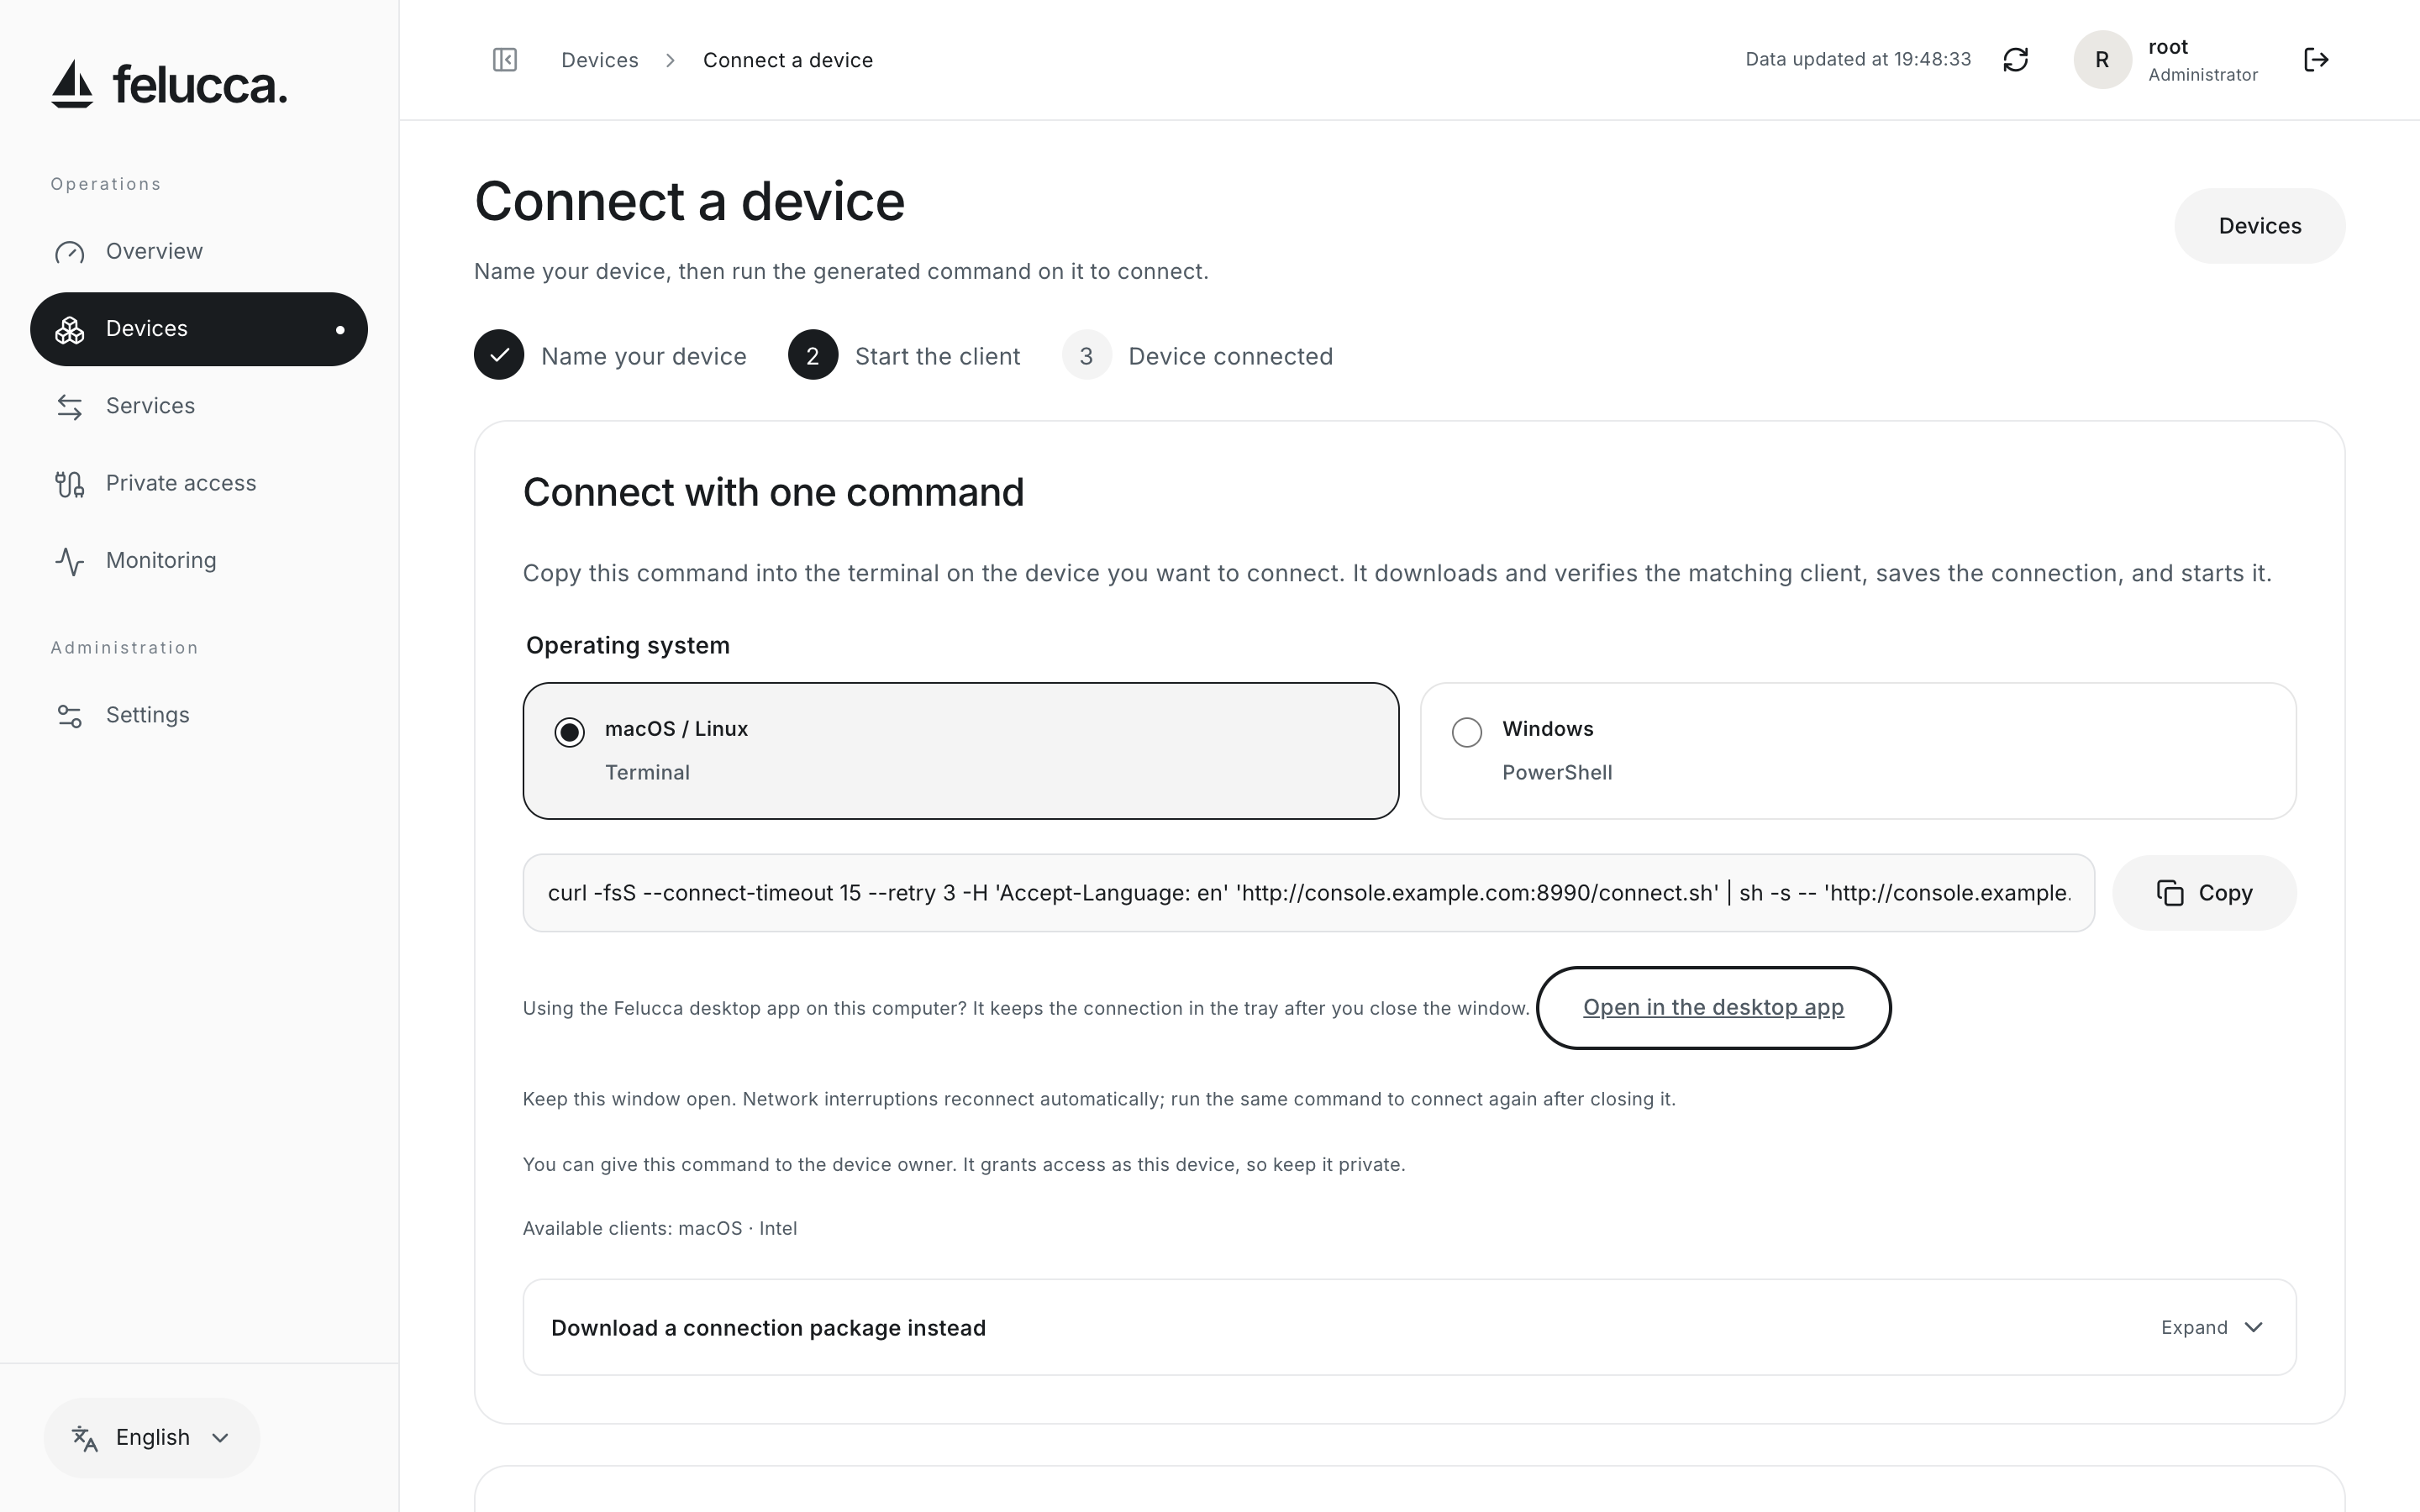 felucca.
Operations
Overview
Devices
Services
Private access
Monitoring
Administration
Settings
English
Devices
Connect a device
Data updated at 19:48:33
R
root
Administrator
Connect a device
Name your device, then run the generated command on it to connect.
Devices
Name your device
2
Start the client
3
Device connected
Connect with one command
Copy this command into the terminal on the device you want to connect. It downloads and verifies the matching client, saves the connection, and starts it.
Operating system
macOS / Linux
Terminal
Windows
PowerShell
curl -fsS --connect-timeout 15 --retry 3 -H 'Accept-Language: en' 'http://console.example.com:8990/connect.sh' | sh -s -- 'http://console.example.
Copy
Using the Felucca desktop app on this computer? It keeps the connection in the tray after you close the window.
Open in the desktop app
Keep this window open. Network interruptions reconnect automatically; run the same command to connect again after closing it.
You can give this command to the device owner. It grants access as this device, so keep it private.
Available clients: macOS · Intel
Download a connection package instead
Expand